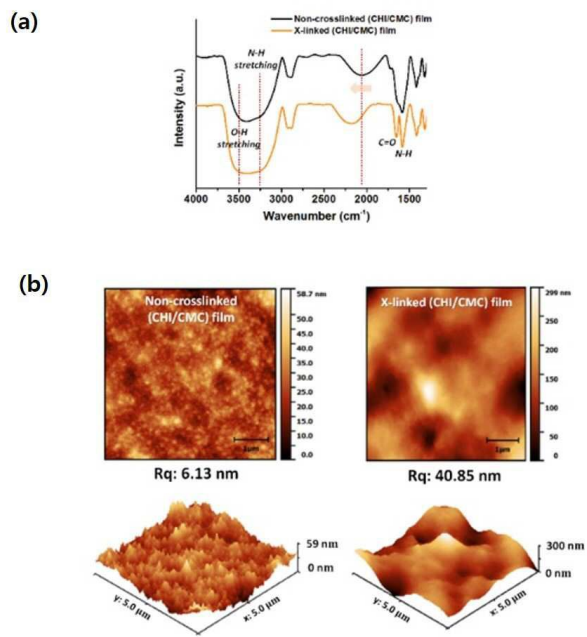 (a)
Non-crosslinked (CHI/CMC) film
X-linked (CHI/CMC) film
N-H
stretching
O-H
stretching
C=O
N-H
Intensity (a.u.)
4000 3500 3000 2500 2000 1500
Wavenumber (cm⁻¹)
(b)
Non-crosslinked
(CHI/CMC) film
58.7 nm
50.0
45.0
40.0
35.0
30.0
25.0
20.0
15.0
10.0
0.0
1µm
X-linked (CHI/CMC) film
299 nm
250
200
150
100
50
0
1µm
Rq: 6.13 nm
Rq: 40.85 nm
59 nm
0 nm
y: 5.0 µm
x: 5.0 µm
300 nm
0 nm
y: 5.0 µm
x: 5.0 µm